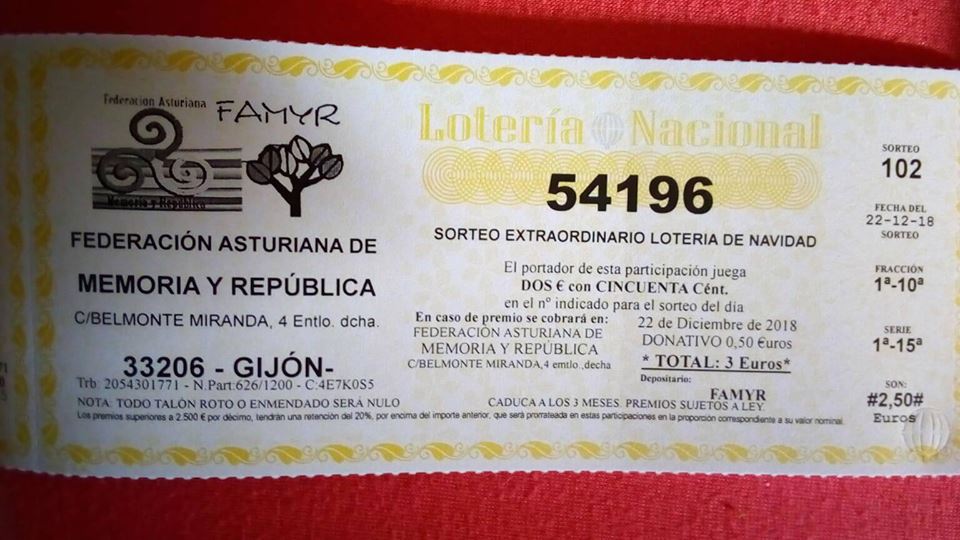 Federación Asturiana
FAMYR
Memoria y República
FEDERACIÓN ASTURIANA DE
MEMORIA Y REPÚBLICA
C/BELMONTE MIRANDA, 4 Entlo. dcha.
33206 - GIJÓN-
Trb: 2054301771 - N.Part:626/1200 - C:4E7K0S5
NOTA: TODO TALÓN ROTO O ENMENDADO SERÁ NULO
Lotería Nacional
54196
SORTEO EXTRAORDINARIO LOTERIA DE NAVIDAD
El portador de esta participación juega
DOS € con CINCUENTA Cént.
en el nº indicado para el sorteo del día
22 de Diciembre de 2018
En caso de premio se cobrará en:
FEDERACIÓN ASTURIANA DE
MEMORIA Y REPÚBLICA
C/BELMONTE MIRANDA,4 emtlo.,decha
DONATIVO 0,50 €uros
* TOTAL: 3 Euros*
Depositario:
FAMYR
CADUCA A LOS 3 MESES. PREMIOS SUJETOS A LEY.
Los premios superiores a 2.500 € por décimo, tendrán una retención del 20%, por encima del importe anterior, que será prorrateada en estas participaciones en la proporción correspondiente a su valor nominal.
SORTEO
102
FECHA DEL
22-12-18
SORTEO
FRACCIÓN
1ª-10ª
SERIE
1ª-15ª
SON:
#2,50#
Euros